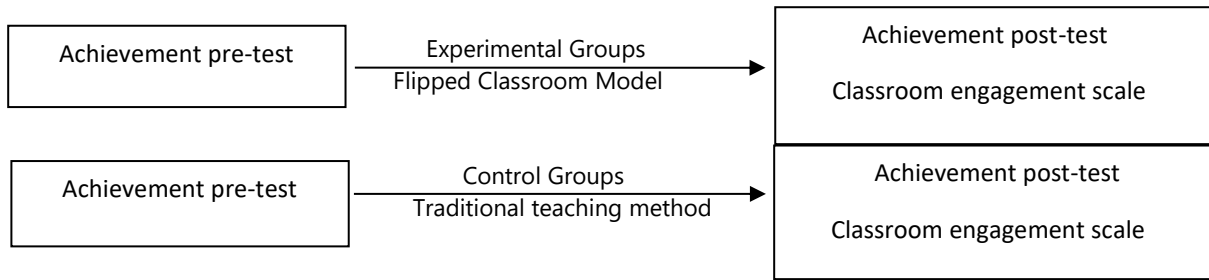 Achievement pre-test
Experimental Groups
Flipped Classroom Model
Achievement post-test
Classroom engagement scale
Achievement pre-test
Control Groups
Traditional teaching method
Achievement post-test
Classroom engagement scale